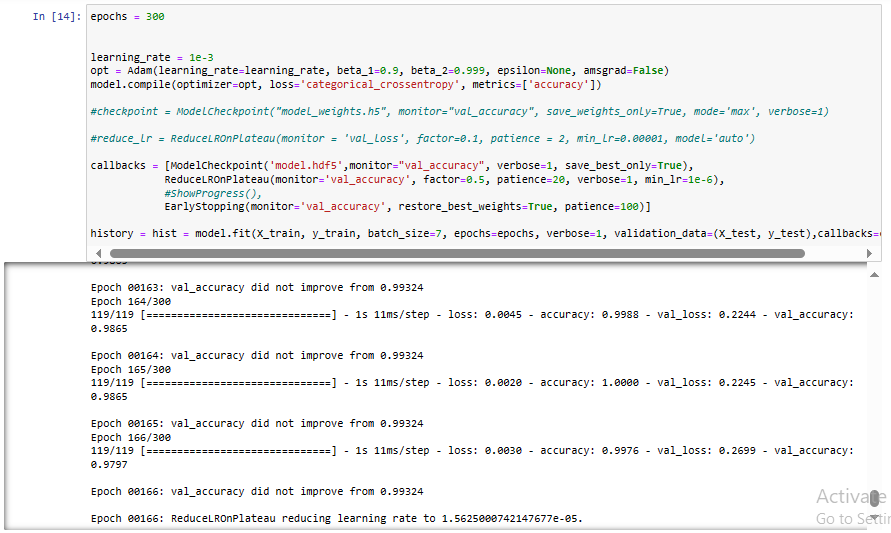 In [14]: epochs = 300
learning_rate = 1e-3
opt = Adam(learning_rate=learning_rate, beta_1=0.9, beta_2=0.999, epsilon=None, amsgrad=False)
model.compile(optimizer=opt, loss='categorical_crossentropy', metrics=['accuracy'])
#checkpoint = ModelCheckpoint("model_weights.h5", monitor="val_accuracy", save_weights_only=True, mode='max', verbose=1)
#reduce_lr = ReduceLROnPlateau(monitor = 'val_loss', factor=0.1, patience = 2, min_lr=0.00001, model='auto')
callbacks = [ModelCheckpoint('model.hdf5',monitor="val_accuracy", verbose=1, save_best_only=True),
ReduceLROnPlateau(monitor='val_accuracy', factor=0.5, patience=20, verbose=1, min_lr=1e-6),
#ShowProgress(),
EarlyStopping(monitor='val_accuracy', restore_best_weights=True, patience=100)]
history = hist = model.fit(X_train, y_train, batch_size=7, epochs=epochs, verbose=1, validation_data=(X_test, y_test),callbacks=
Epoch 00163: val_accuracy did not improve from 0.99324
Epoch 164/300
119/119 [==============================] - 1s 11ms/step - loss: 0.0045 - accuracy: 0.9988 - val_loss: 0.2244 - val_accuracy:
0.9865
Epoch 00164: val_accuracy did not improve from 0.99324
Epoch 165/300
119/119 [==============================] - 1s 11ms/step - loss: 0.0020 - accuracy: 1.0000 - val_loss: 0.2245 - val_accuracy:
0.9865
Epoch 00165: val_accuracy did not improve from 0.99324
Epoch 166/300
119/119 [==============================] - 1s 11ms/step - loss: 0.0030 - accuracy: 0.9976 - val_loss: 0.2699 - val_accuracy:
0.9797
Epoch 00166: val_accuracy did not improve from 0.99324
Epoch 00166: ReduceLROnPlateau reducing learning rate to 1.5625000742147677e-05.
Activate
Go to